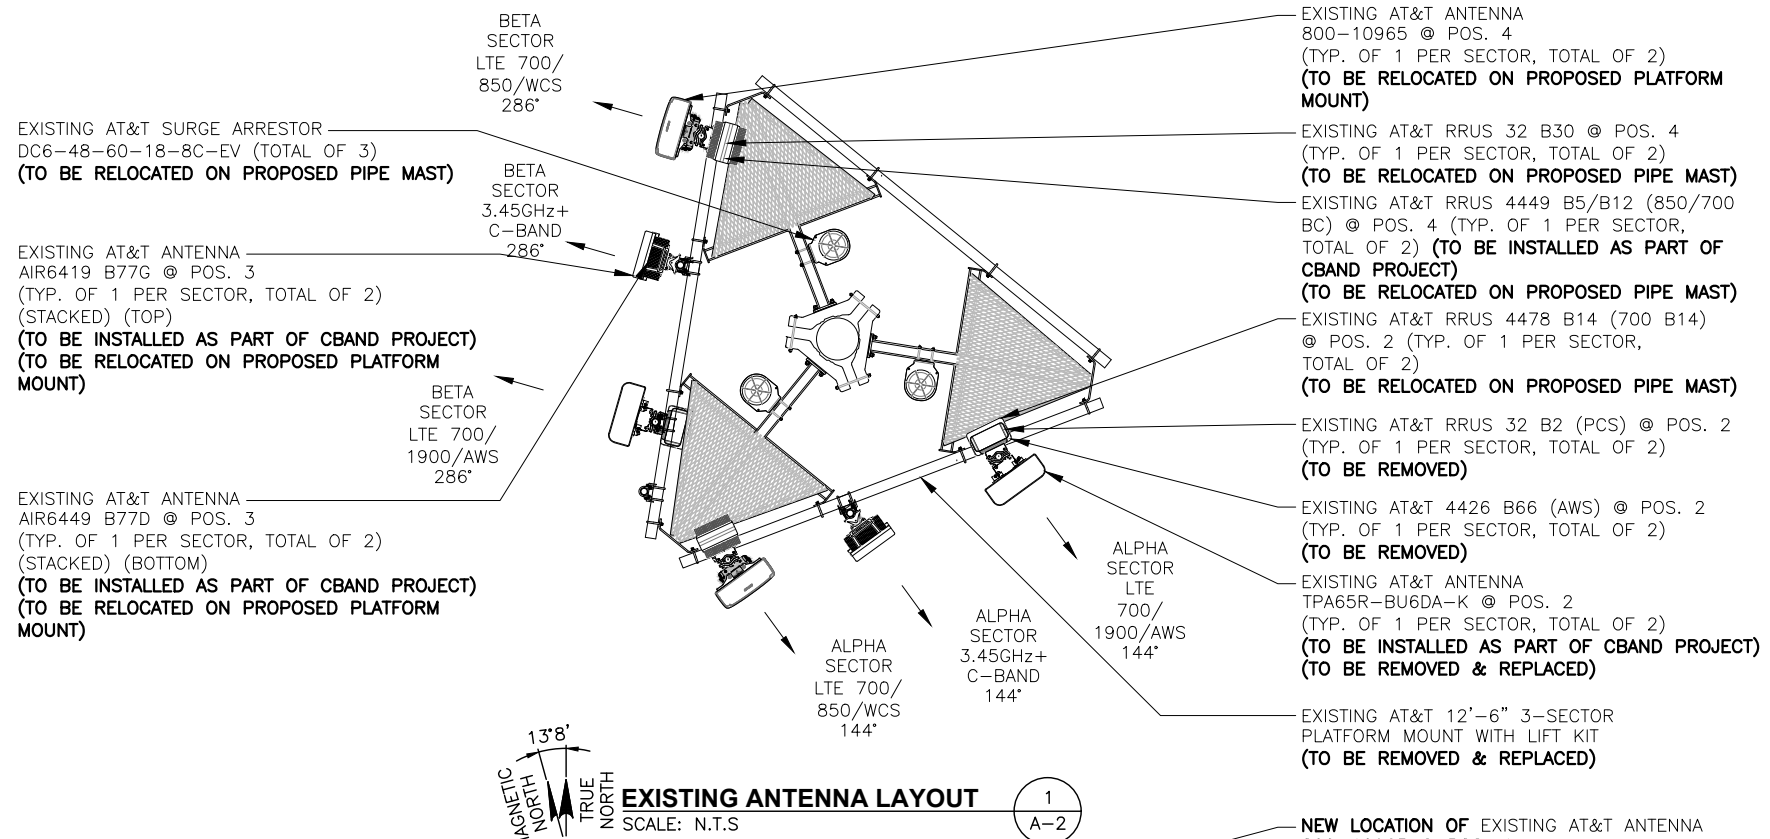 BETA
SECTOR
LTE 700/
850/WCS
286°
EXISTING AT&T SURGE ARRESTOR
DC6-48-60-18-8C-EV (TOTAL OF 3)
(TO BE RELOCATED ON PROPOSED PIPE MAST)
BETA
SECTOR
3.45GHz+
C-BAND
286°
EXISTING AT&T ANTENNA
AIR6419 B77G @ POS. 3
(TYP. OF 1 PER SECTOR, TOTAL OF 2)
(STACKED) (TOP)
(TO BE INSTALLED AS PART OF CBAND PROJECT)
(TO BE RELOCATED ON PROPOSED PLATFORM
MOUNT)
BETA
SECTOR
LTE 700/
1900/AWS
286°
EXISTING AT&T ANTENNA
AIR6449 B77D @ POS. 3
(TYP. OF 1 PER SECTOR, TOTAL OF 2)
(STACKED) (BOTTOM)
(TO BE INSTALLED AS PART OF CBAND PROJECT)
(TO BE RELOCATED ON PROPOSED PLATFORM
MOUNT)
EXISTING AT&T ANTENNA
800-10965 @ POS. 4
(TYP. OF 1 PER SECTOR, TOTAL OF 2)
(TO BE RELOCATED ON PROPOSED PLATFORM
MOUNT)
EXISTING AT&T RRUS 32 B30 @ POS. 4
(TYP. OF 1 PER SECTOR, TOTAL OF 2)
(TO BE RELOCATED ON PROPOSED PIPE MAST)
EXISTING AT&T RRUS 4449 B5/B12 (850/700
BC) @ POS. 4 (TYP. OF 1 PER SECTOR,
TOTAL OF 2) (TO BE INSTALLED AS PART OF
CBAND PROJECT)
(TO BE RELOCATED ON PROPOSED PIPE MAST)
EXISTING AT&T RRUS 4478 B14 (700 B14)
@ POS. 2 (TYP. OF 1 PER SECTOR,
TOTAL OF 2)
(TO BE RELOCATED ON PROPOSED PIPE MAST)
EXISTING AT&T RRUS 32 B2 (PCS) @ POS. 2
(TYP. OF 1 PER SECTOR, TOTAL OF 2)
(TO BE REMOVED)
EXISTING AT&T 4426 B66 (AWS) @ POS. 2
(TYP. OF 1 PER SECTOR, TOTAL OF 2)
(TO BE REMOVED)
EXISTING AT&T ANTENNA
TPA65R-BU6DA-K @ POS. 2
(TYP. OF 1 PER SECTOR, TOTAL OF 2)
(TO BE INSTALLED AS PART OF CBAND PROJECT)
(TO BE REMOVED & REPLACED)
EXISTING AT&T 12'-6" 3-SECTOR
PLATFORM MOUNT WITH LIFT KIT
(TO BE REMOVED & REPLACED)
ALPHA
SECTOR
LTE
700/
1900/AWS
144°
ALPHA
SECTOR
3.45GHz+
C-BAND
144°
ALPHA
SECTOR
LTE 700/
850/WCS
144°
13°8'
NORTH
TRUE
NORTH
EXISTING ANTENNA LAYOUT
SCALE: N.T.S
1
A-2
NEW LOCATION OF EXISTING AT&T ANTENNA